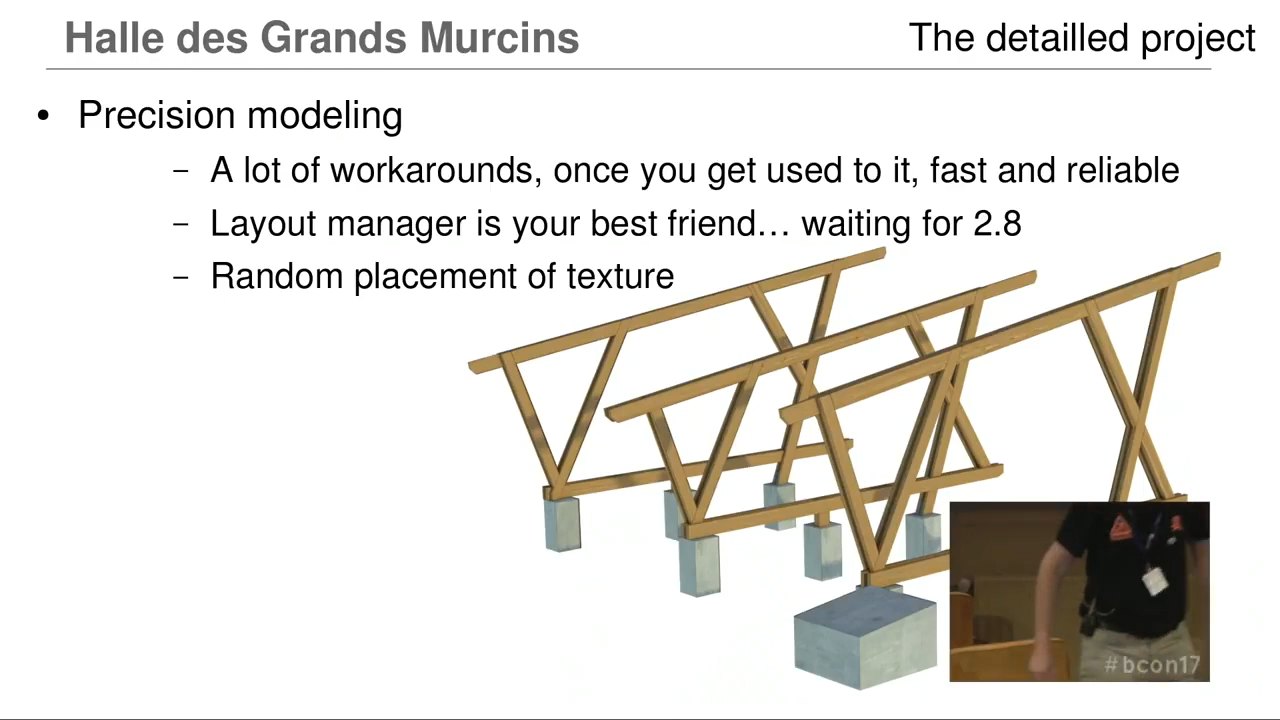 Halle des Grands Murcins
The detailled project
• Precision modeling
– A lot of workarounds, once you get used to it, fast and reliable
– Layout manager is your best friend… waiting for 2.8
– Random placement of texture
#bcon17